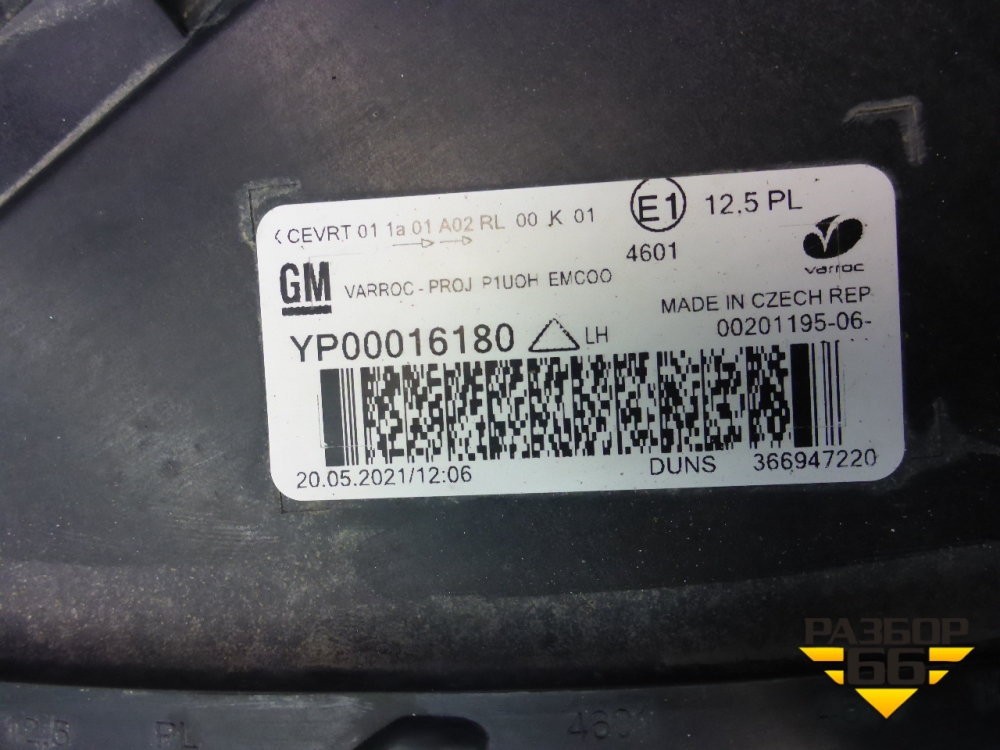 CEVRT 01 1a 01 A02 RL 00 K 01
E1
12.5 PL
4601
varroc
GM
VARROC - PROJ P1UOH EMCOO
MADE IN CZECH REP
YP00016180
LH
00201195-06-
20.05.2021/12:06
DUNS 366947220
РАЗБОР
66
PL
4601